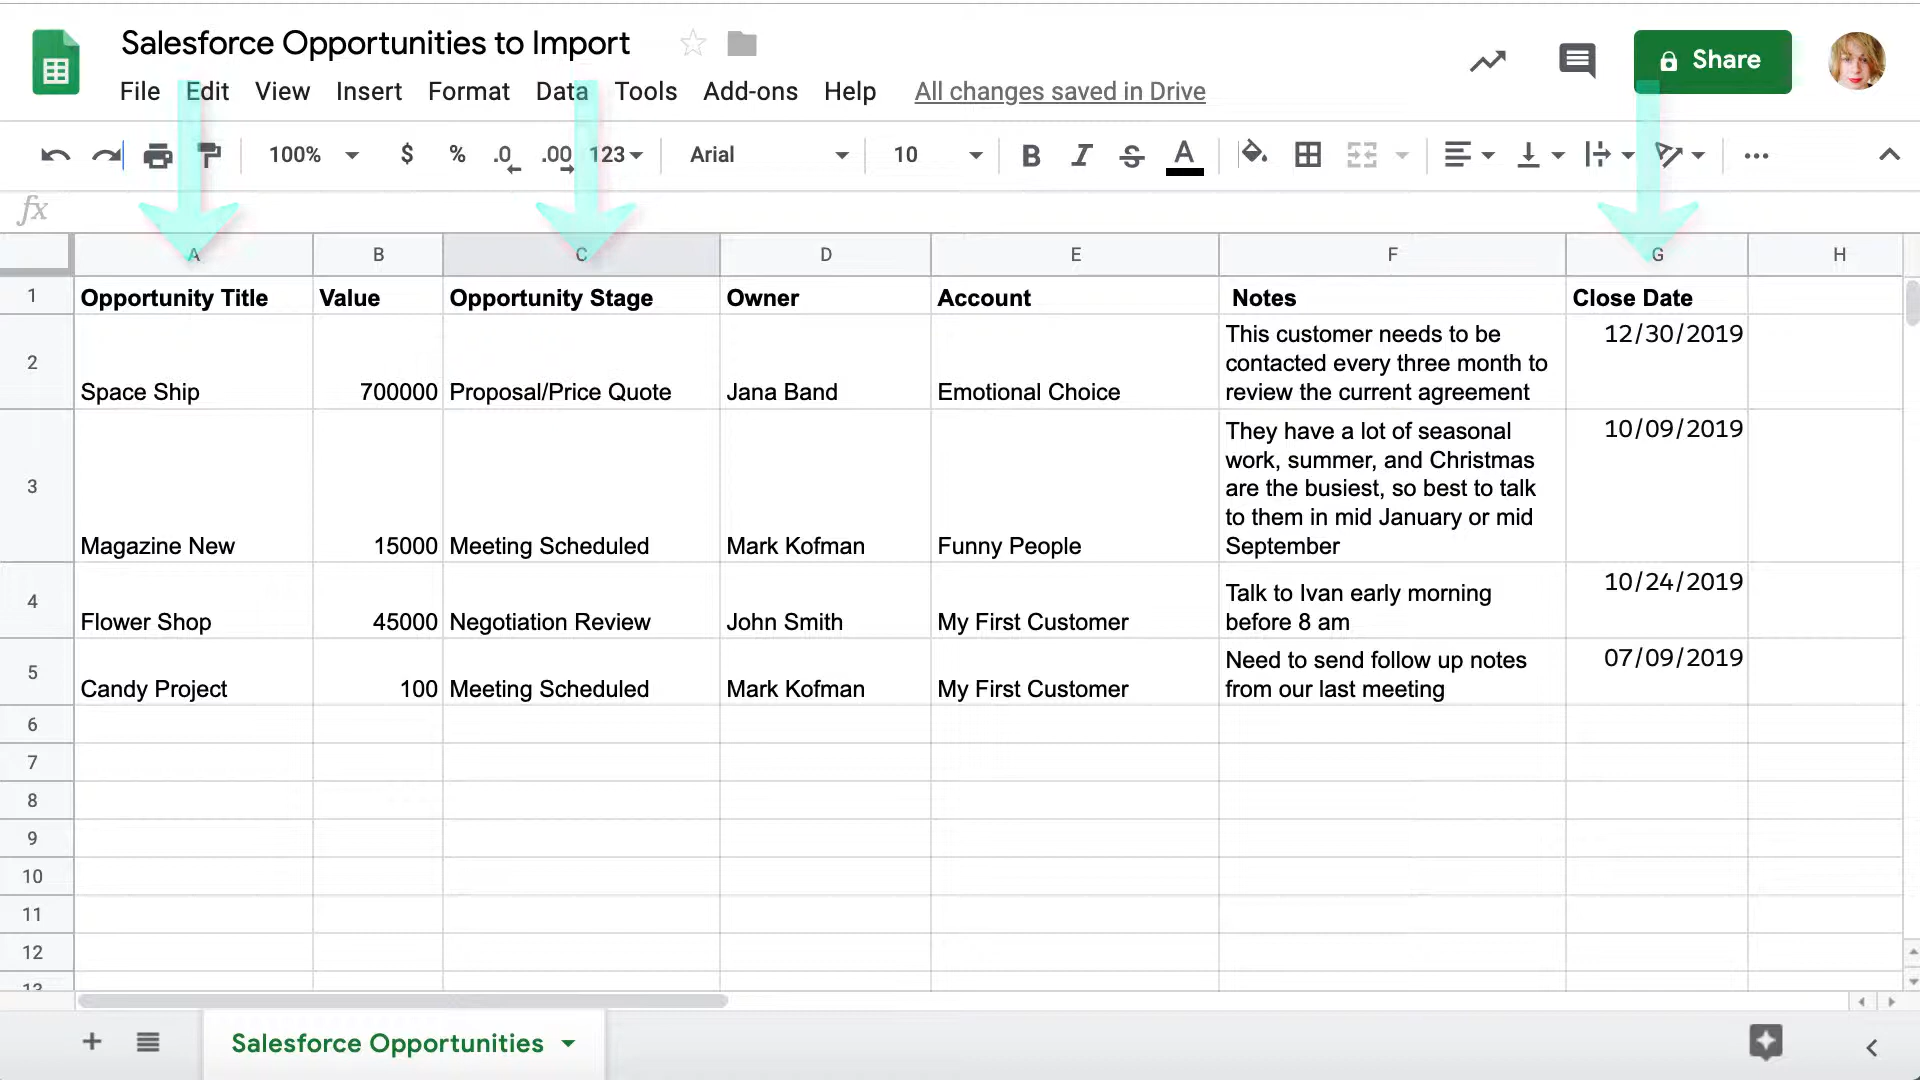 Salesforce Opportunities to Import
File Edit View Insert Format Data Tools Add-ons Help All changes saved in Drive
Share
100% $ % .0 .00 123 Arial 10 B I S A
fx
A B C D E F G H
1 Opportunity Title Value Opportunity Stage Owner Account Notes Close Date
This customer needs to be 12/30/2019
2 contacted every three month to
Space Ship 700000 Proposal/Price Quote Jana Band Emotional Choice review the current agreement
They have a lot of seasonal 10/09/2019
work, summer, and Christmas
3 are the busiest, so best to talk
to them in mid January or mid
Magazine New 15000 Meeting Scheduled Mark Kofman Funny People September
10/24/2019
4 Talk to Ivan early morning
Flower Shop 45000 Negotiation Review John Smith My First Customer before 8 am
Need to send follow up notes 07/09/2019
5
Candy Project 100 Meeting Scheduled Mark Kofman My First Customer from our last meeting
6
7
8
9
10
11
12
13
Salesforce Opportunities